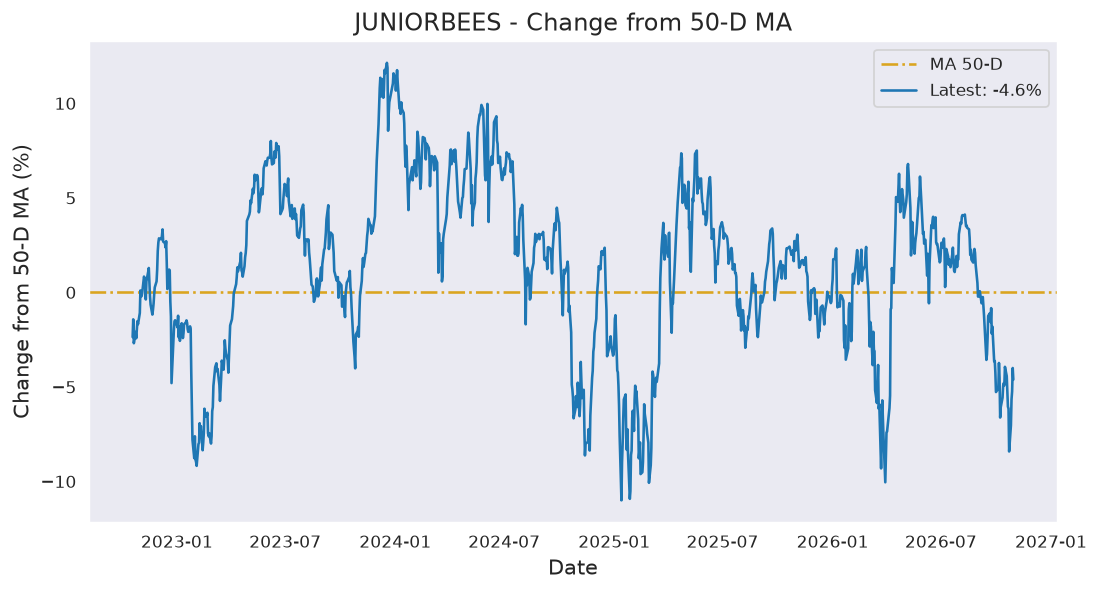 JUNIORBEES - Change from 50-D MA
MA 50-D
Latest: -4.6%
Change from 50-D MA (%)
10
5
0
−5
−10
2023-01
2023-07
2024-01
2024-07
2025-01
2025-07
2026-01
2026-07
2027-01
Date